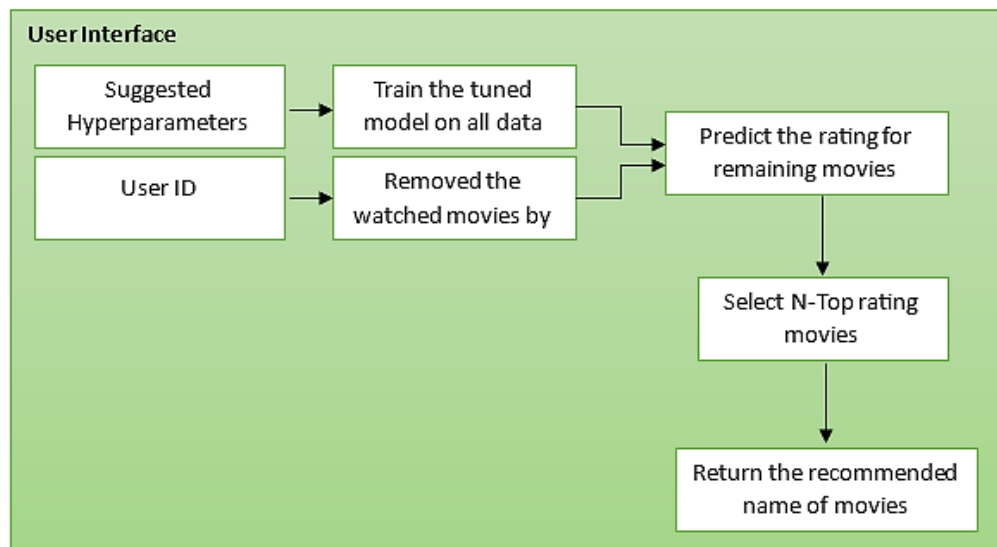 User Interface
Suggested
Hyperparameters
Train the tuned
model on all data
Predict the rating for
remaining movies
User ID
Removed the
watched movies by
Select N-Top rating
movies
Return the recommended
name of movies